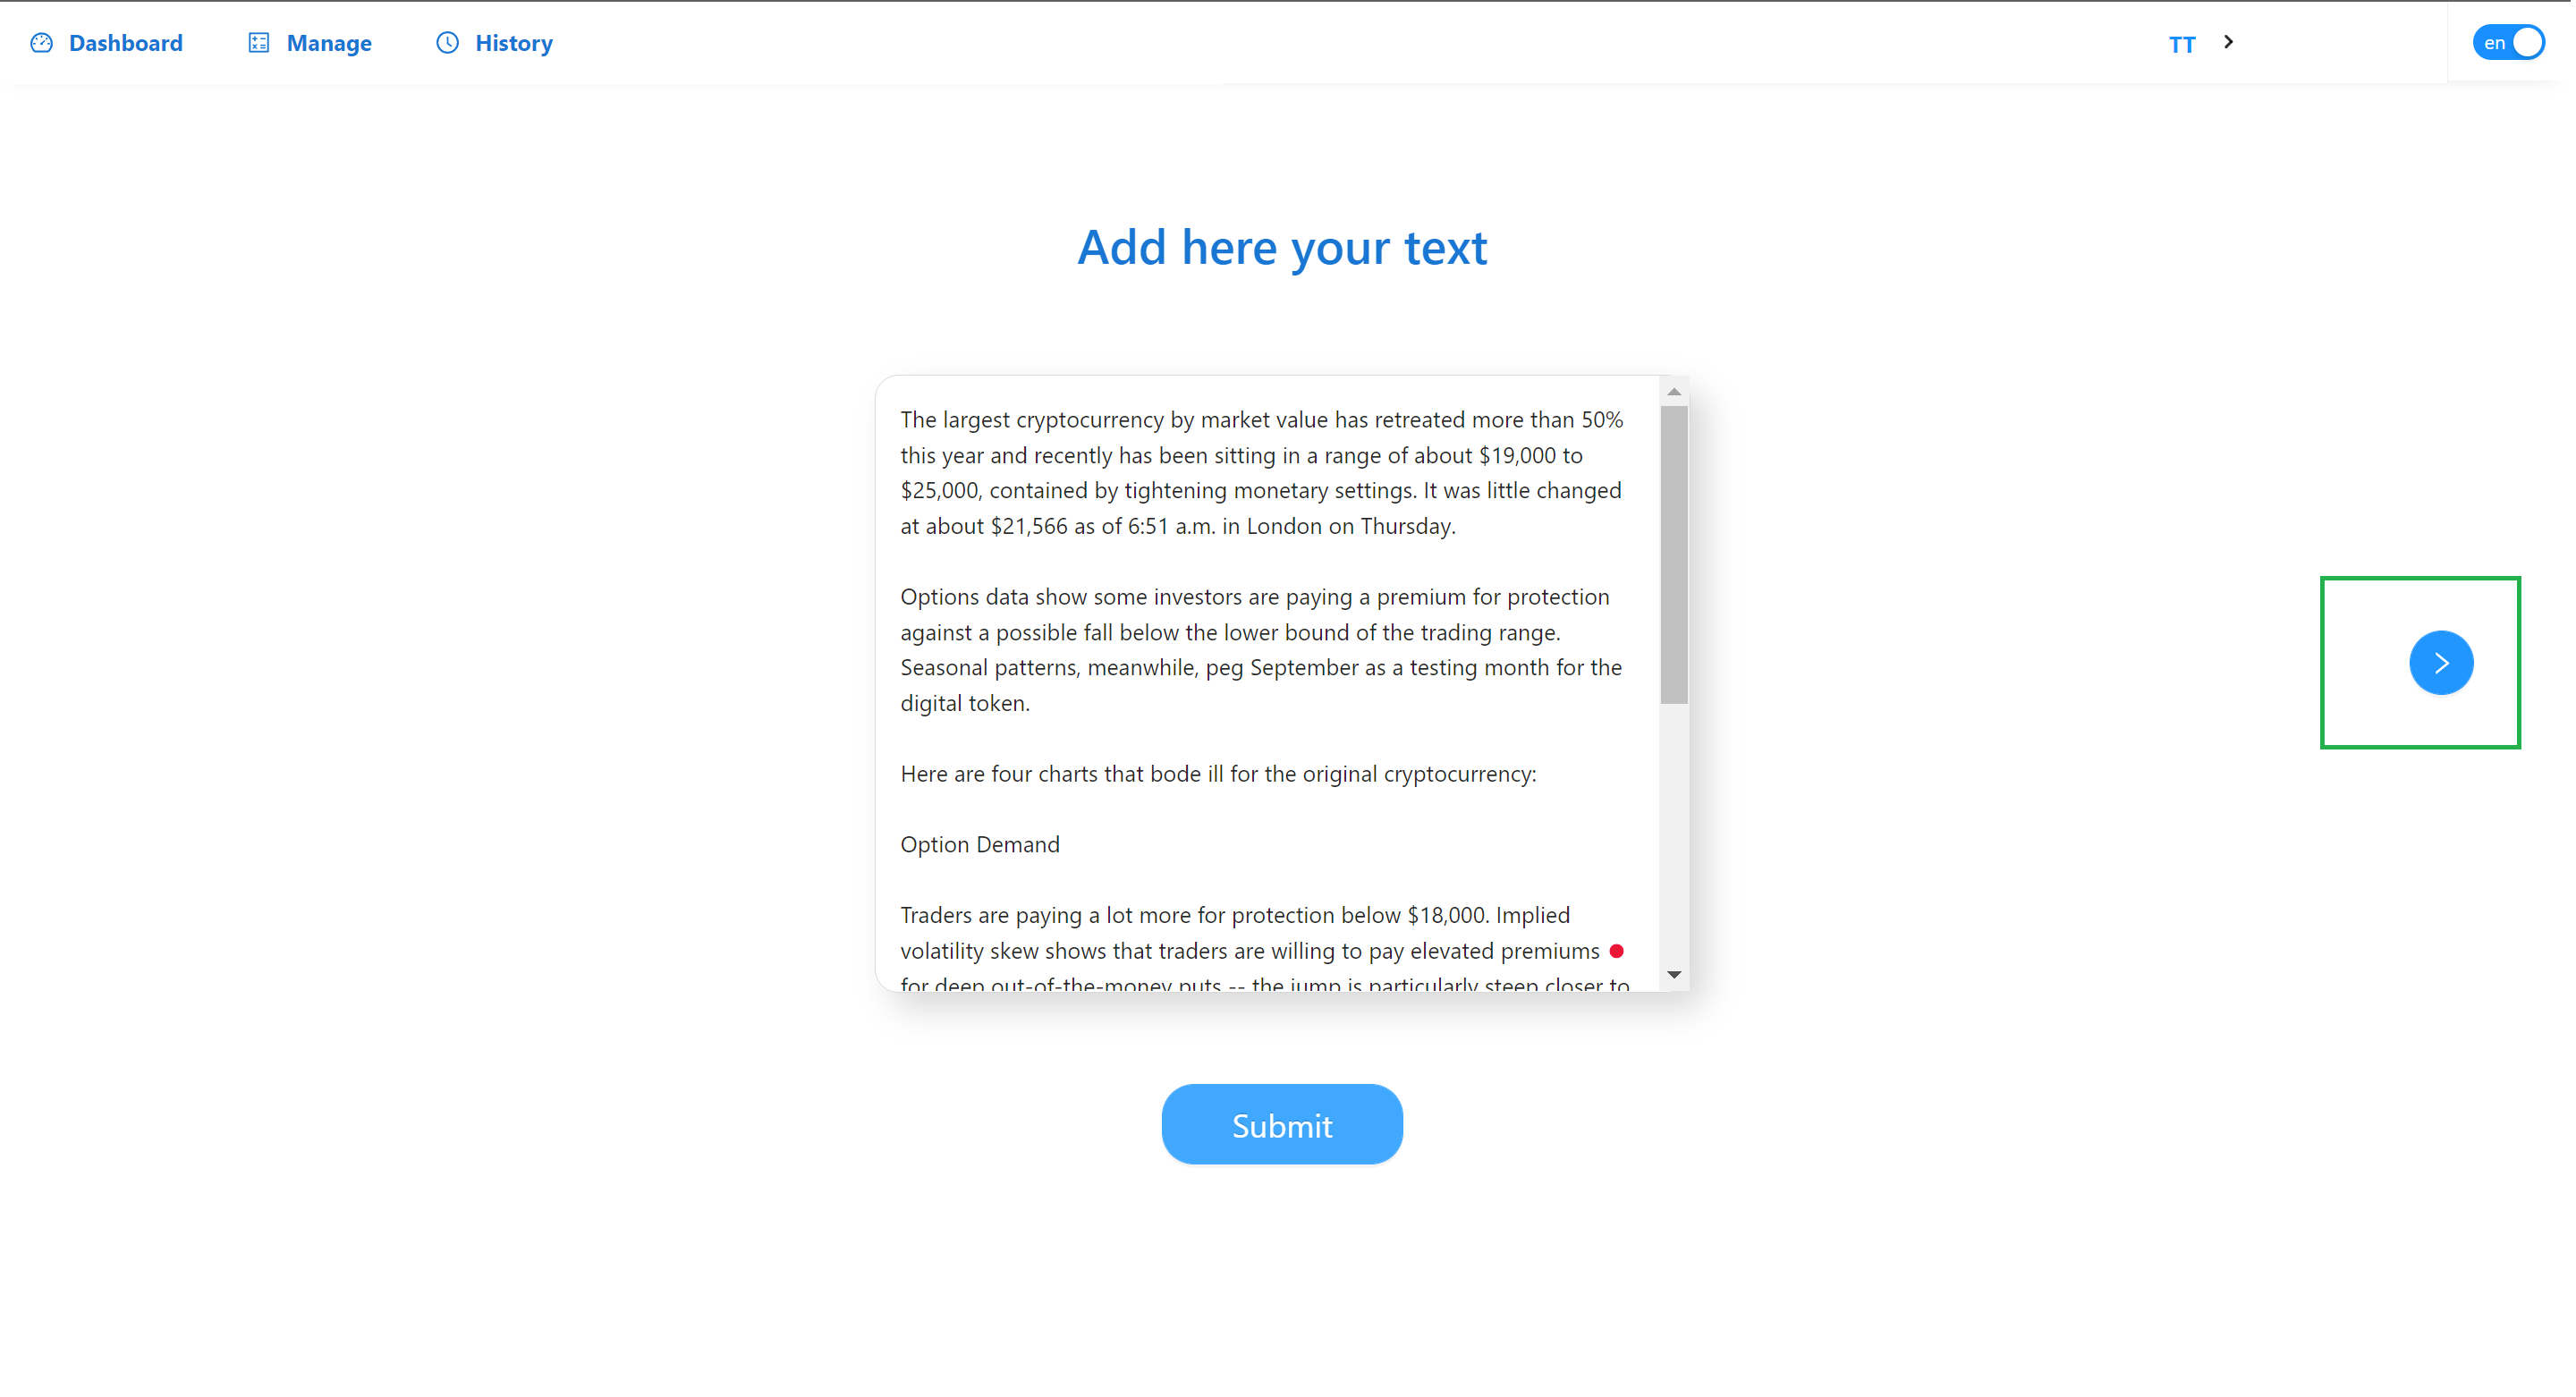 Dashboard Manage History TT en
Add here your text
The largest cryptocurrency by market value has retreated more than 50%
this year and recently has been sitting in a range of about $19,000 to
$25,000, contained by tightening monetary settings. It was little changed
at about $21,566 as of 6:51 a.m. in London on Thursday.
Options data show some investors are paying a premium for protection
against a possible fall below the lower bound of the trading range.
Seasonal patterns, meanwhile, peg September as a testing month for the
digital token.
Here are four charts that bode ill for the original cryptocurrency:
Option Demand
Traders are paying a lot more for protection below $18,000. Implied
volatility skew shows that traders are willing to pay elevated premiums
for deep out-of-the-money puts -- the jump is particularly steep closer to
Submit